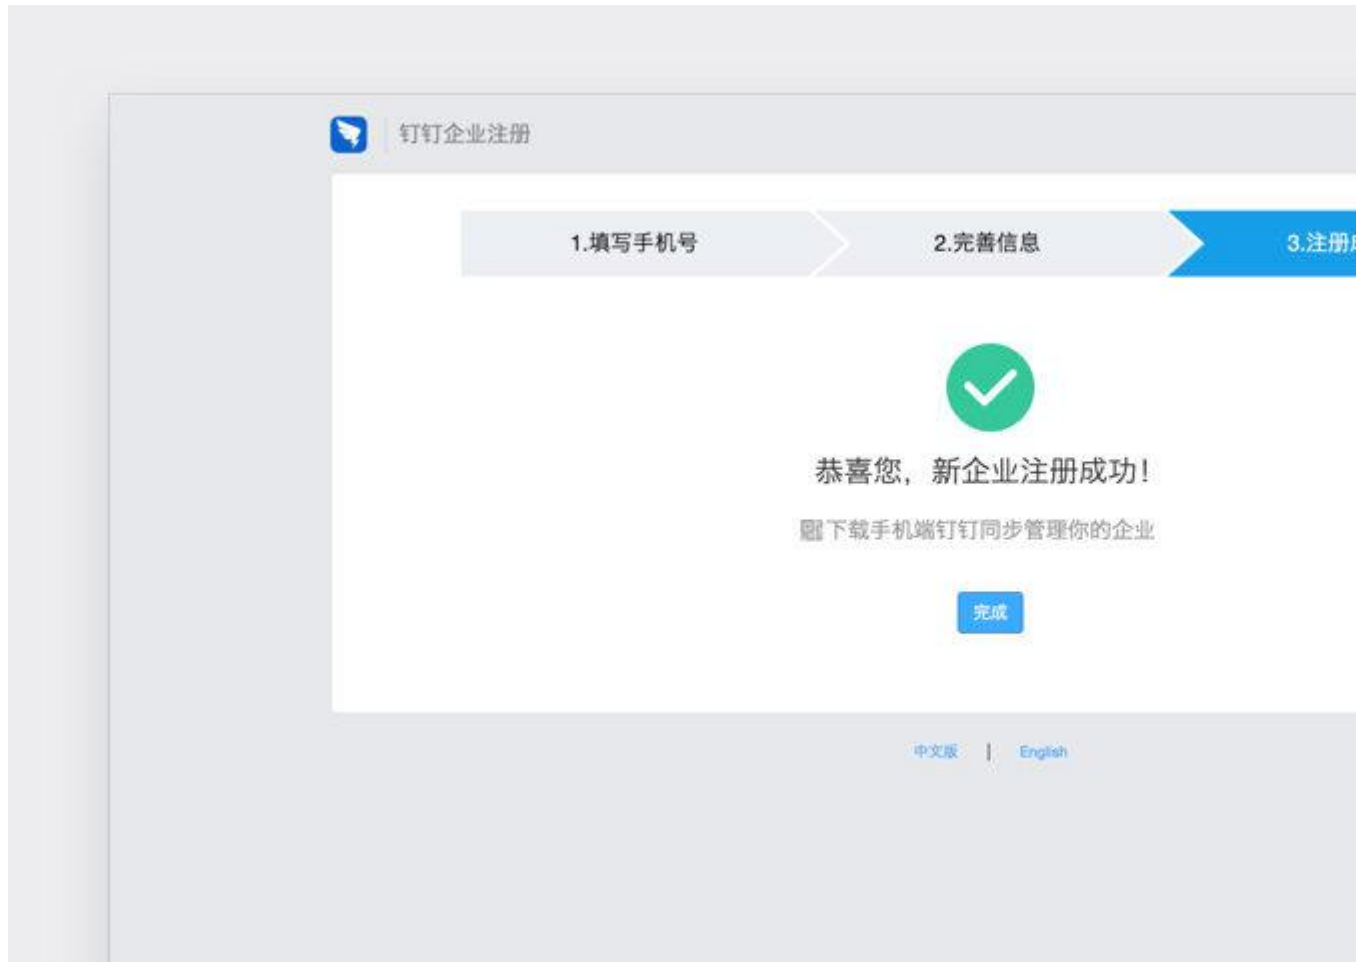 钉钉企业注册
1.填写手机号
2.完善信息
3.注册
恭喜您，新企业注册成功！
下载手机端钉钉同步管理你的企业
完成
中文版 | English